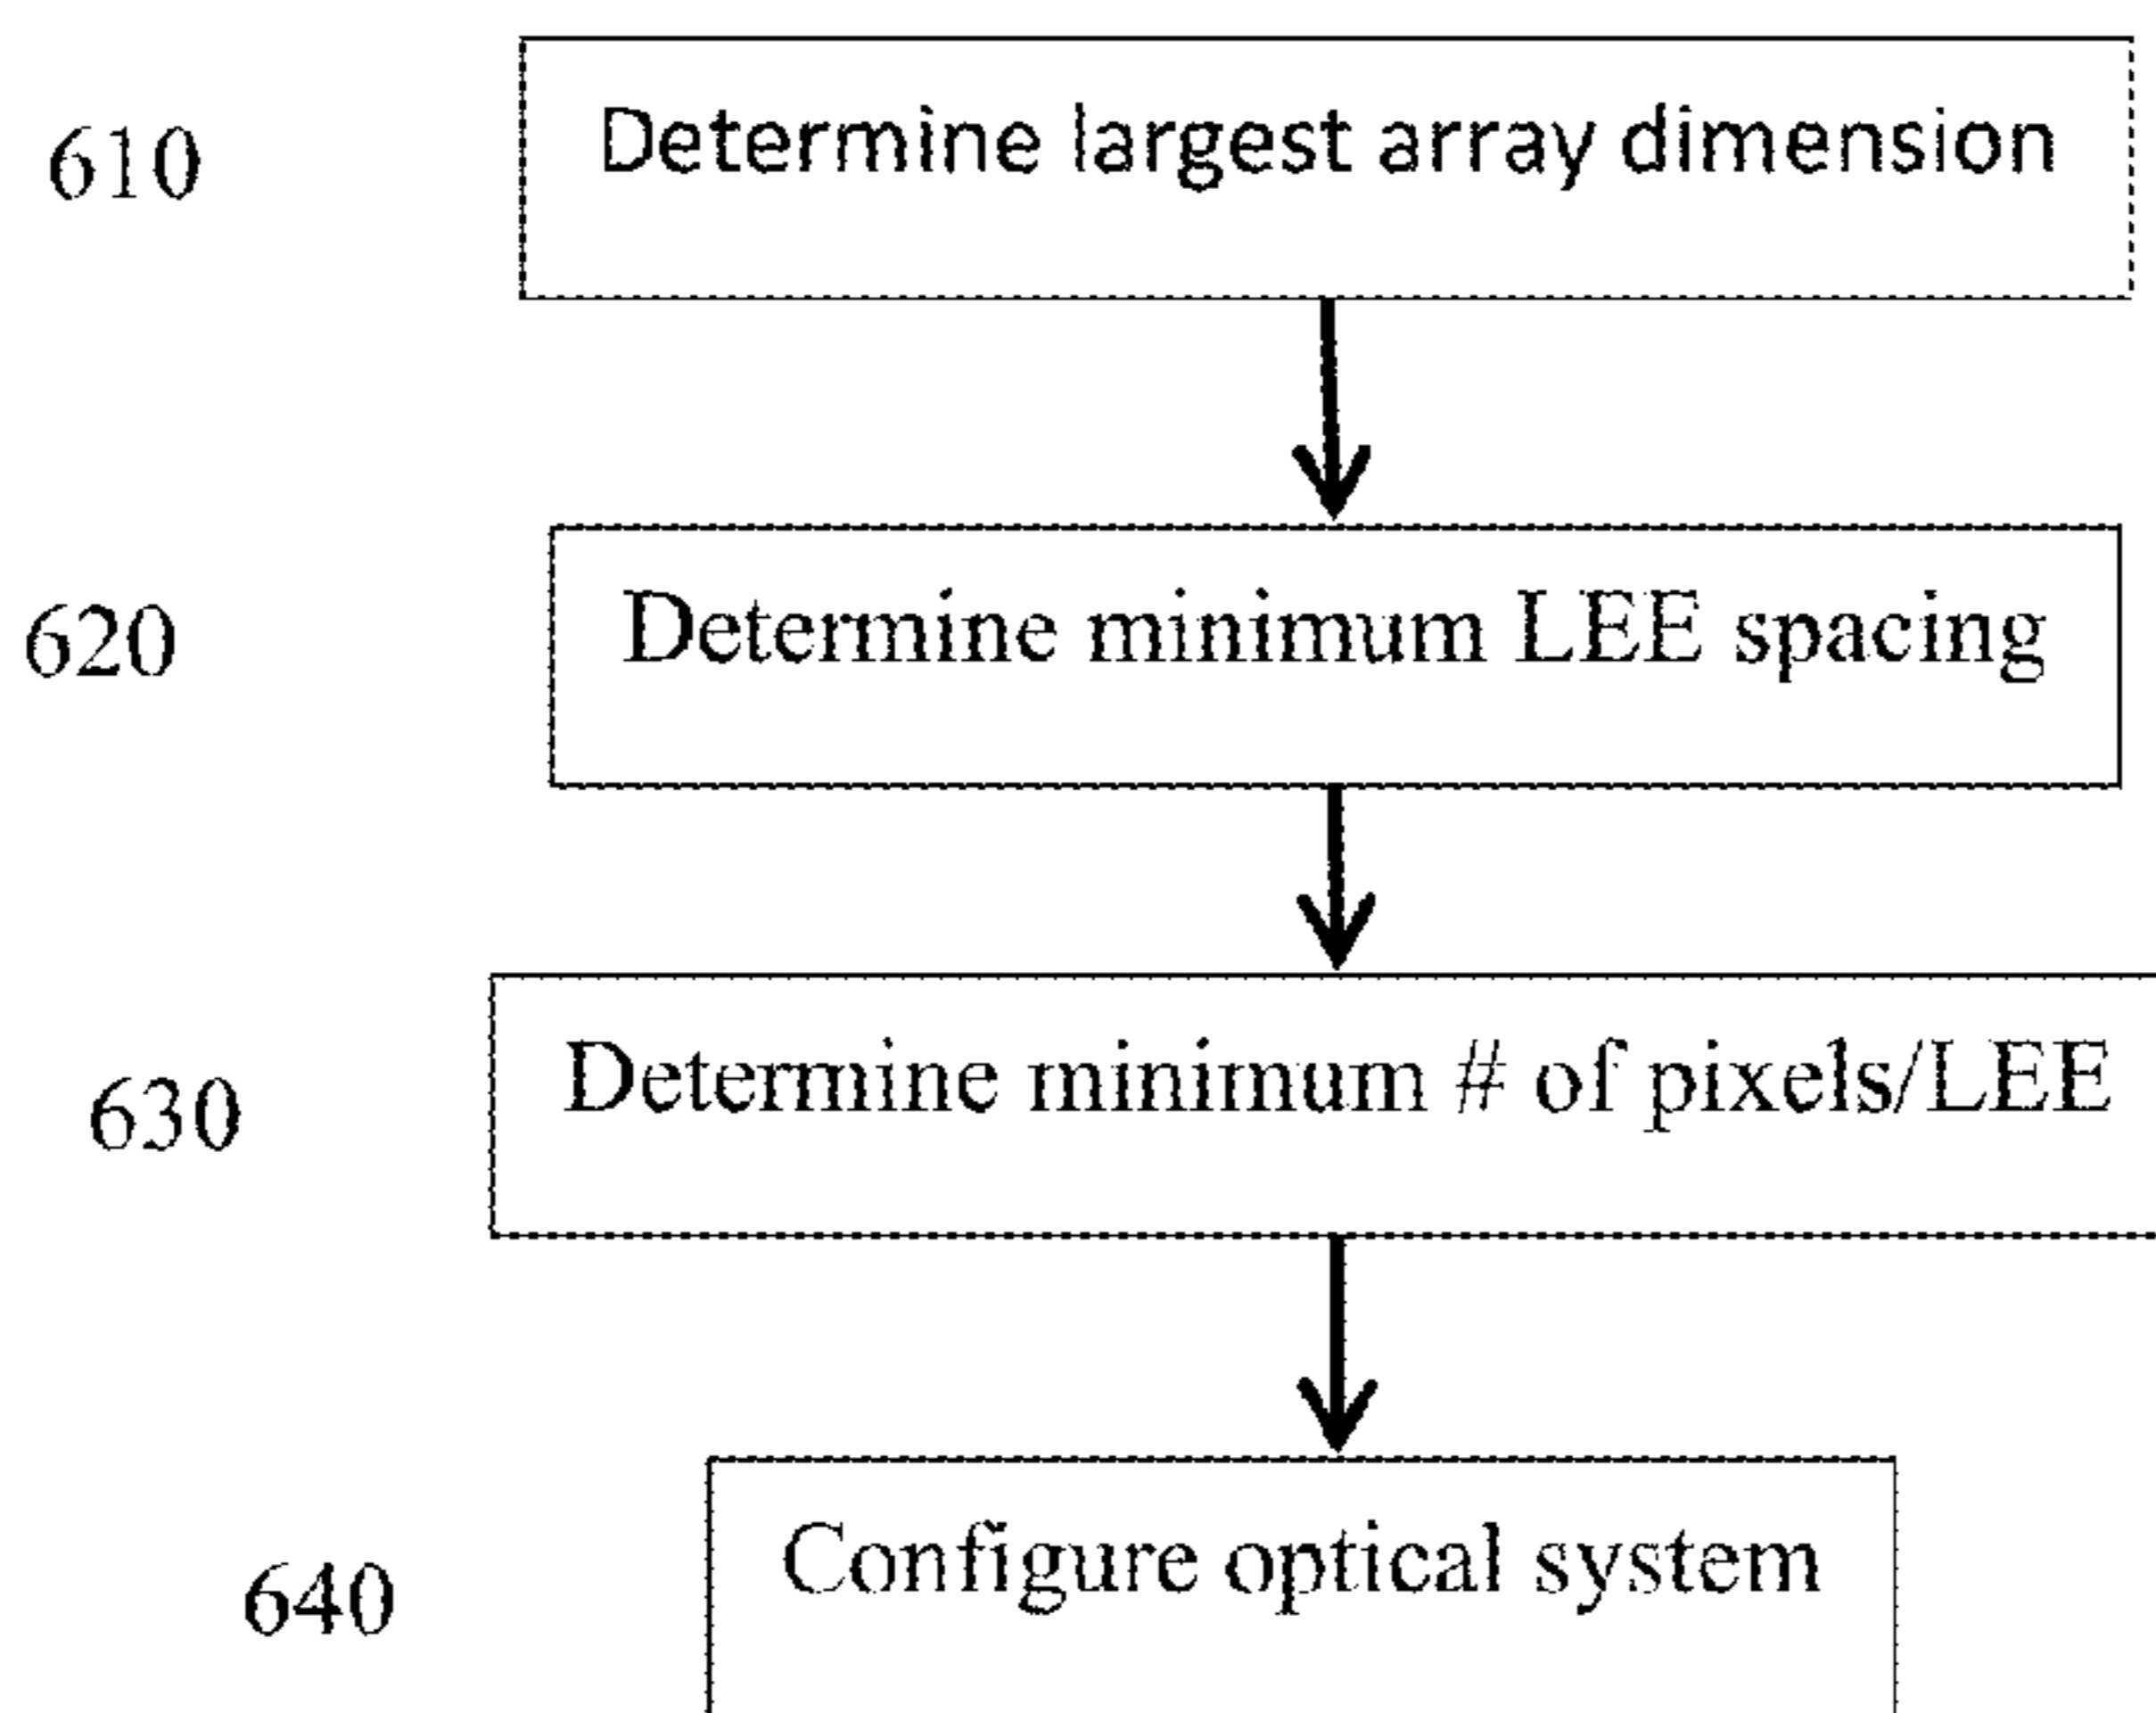 610 Determine largest array dimension
620 Determine minimum LEE spacing
630 Determine minimum # of pixels/LEE
640 Configure optical system